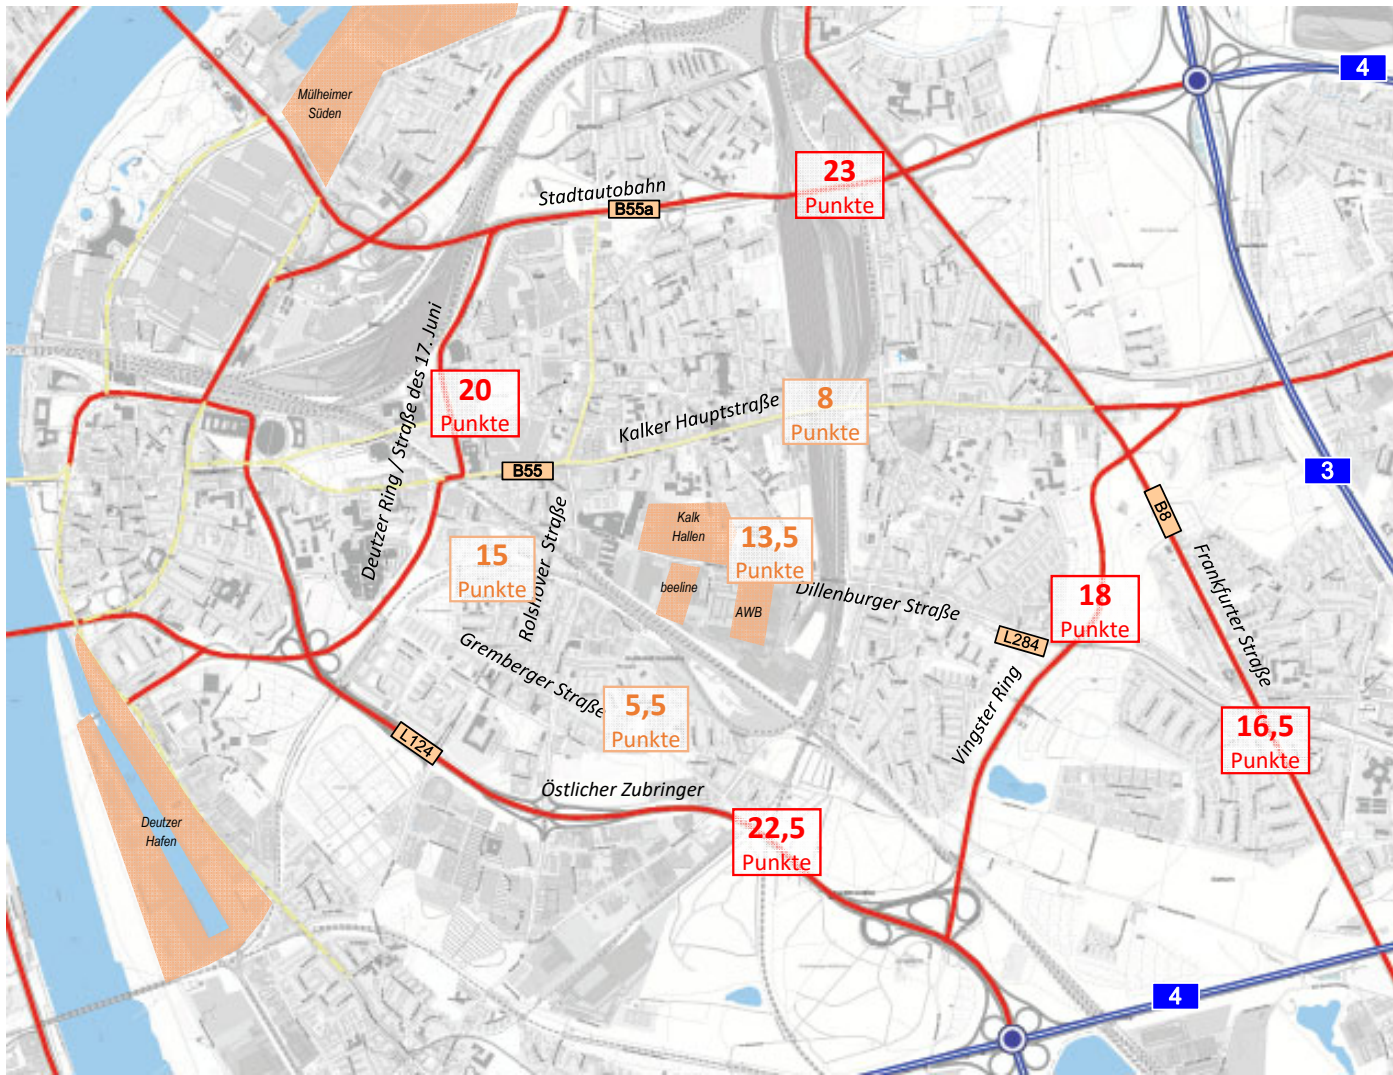 4
Mülheimer
Süden
23
Punkte
Stadtautobahn
B55a
Deutzer Ring / Straße des 17. Juni
20
Punkte
8
Punkte
Kalker Hauptstraße
B55
3
B8
Rolshover Straße
Kalk
Hallen
13,5
Punkte
15
Punkte
beeline
AWB
Dillenburger Straße
18
Punkte
L284
Frankfurter Straße
Gremberger Straße
5,5
Punkte
Vingster Ring
16,5
Punkte
L124
Östlicher Zubringer
Deutzer
Hafen
22,5
Punkte
4